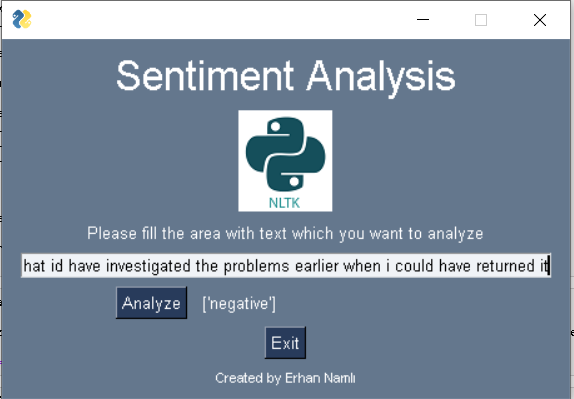 Sentiment Analysis
NLTK
Please fill the area with text which you want to analyze
hat id have investigated the problems earlier when i could have returned it
Analyze ['negative']
Exit
Created by Erhan Namlı